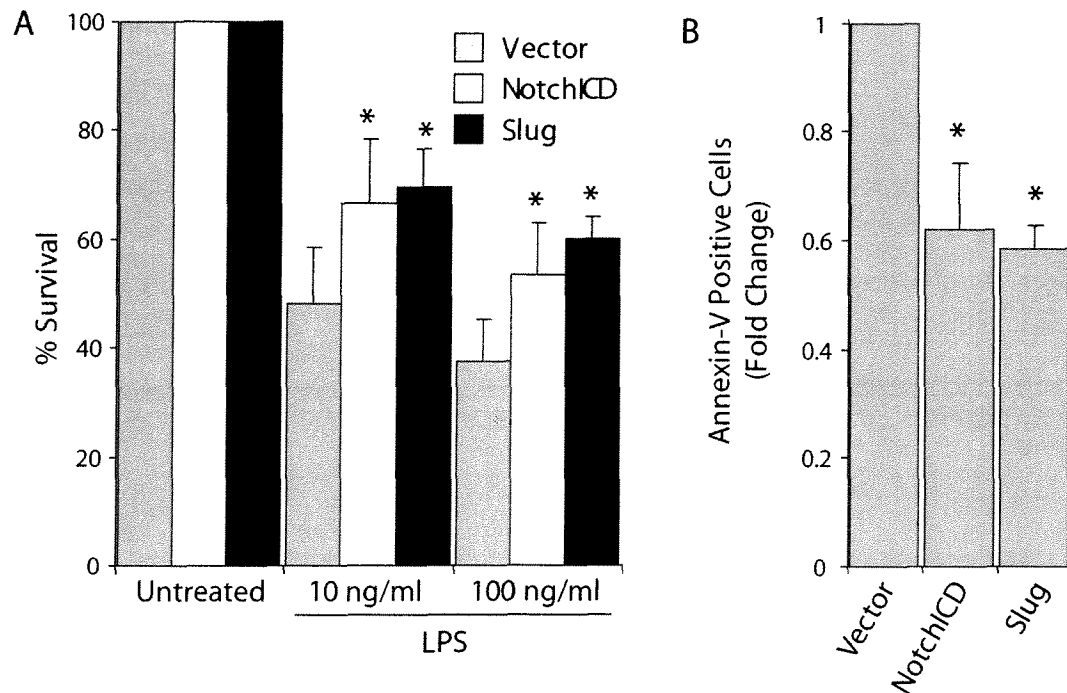 A
% Survival
100
80
60
40
20
0
Vector
NotchICD
Slug
* *
* *
Untreated
10 ng/ml
100 ng/ml
LPS
B
Annexin-V Positive Cells
(Fold Change)
1
0.8
0.6
0.4
0.2
0
*
*
Vector
NotchICD
Slug